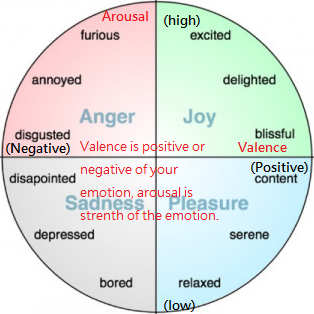 Arousal (high)
furious excited
annoyed delighted
Anger Joy
disgusted blissful
(Negative) Valence is positive or Valence
(Positive)
negative of your
disapointed content
emotion, arousal is
Sadness Pleasure
strenth of the emotion.
depressed serene
bored relaxed
(low)